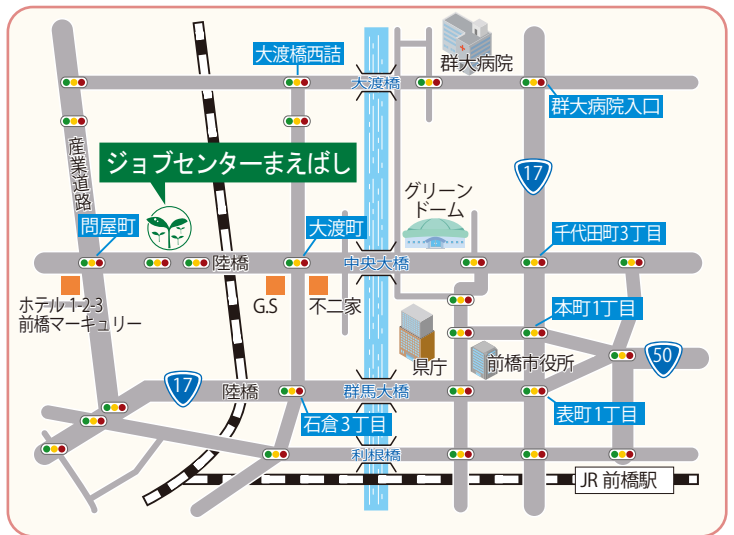 大渡橋西詰
群大病院
大渡橋
群大病院入口
産業道路
ジョブセンターまえばし
17
グリーン
ドーム
問屋町
大渡町
千代田町3丁目
陸橋
中央大橋
ホテル 1-2-3
前橋マーキュリー
G.S
不二家
本町1丁目
県庁
前橋市役所
50
17
陸橋
群馬大橋
石倉3丁目
表町1丁目
利根橋
JR 前橋駅